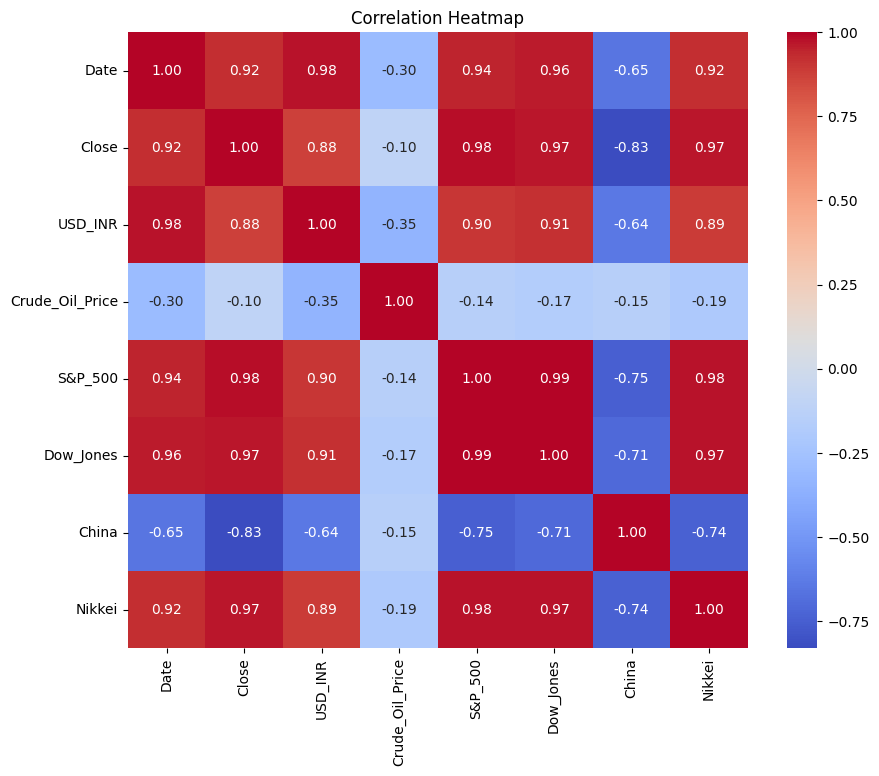 Correlation Heatmap
Date 1.00 0.92 0.98 -0.30 0.94 0.96 -0.65 0.92
Close 0.92 1.00 0.88 -0.10 0.98 0.97 -0.83 0.97
USD_INR 0.98 0.88 1.00 -0.35 0.90 0.91 -0.64 0.89
Crude_Oil_Price -0.30 -0.10 -0.35 1.00 -0.14 -0.17 -0.15 -0.19
S&P_500 0.94 0.98 0.90 -0.14 1.00 0.99 -0.75 0.98
Dow_Jones 0.96 0.97 0.91 -0.17 0.99 1.00 -0.71 0.97
China -0.65 -0.83 -0.64 -0.15 -0.75 -0.71 1.00 -0.74
Nikkei 0.92 0.97 0.89 -0.19 0.98 0.97 -0.74 1.00
Date Close USD_INR Crude_Oil_Price S&P_500 Dow_Jones China Nikkei
1.00
0.75
0.50
0.25
0.00
−0.25
−0.50
−0.75